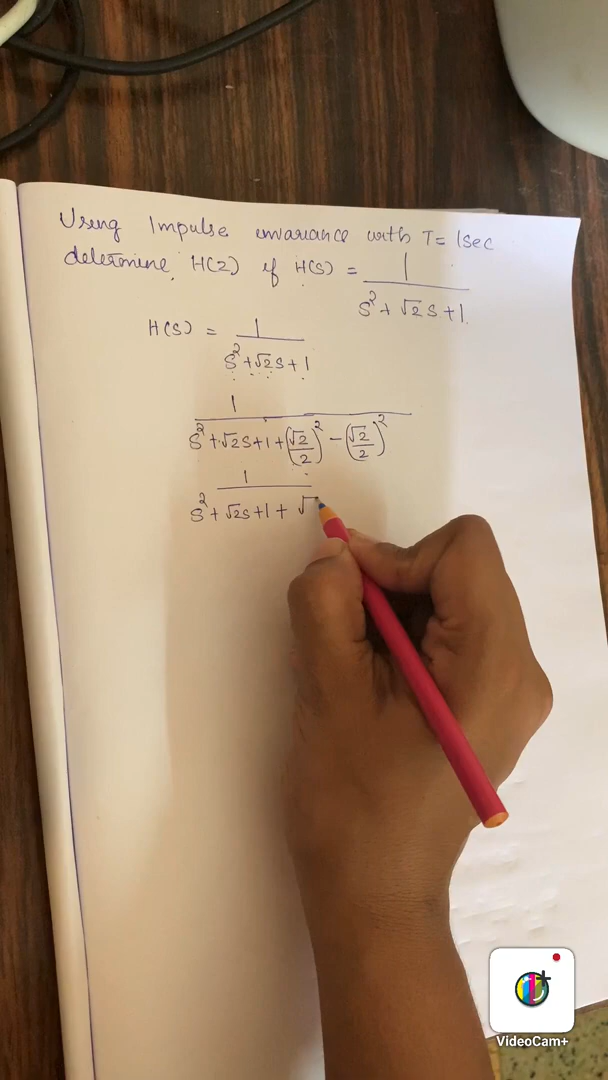 Using Impulse invariance with T = 1sec
determine H(Z) if H(S) = 1 / S² + √2 S + 1.
H(S) = 1 / S² + √2 S + 1
1 / S² + √2 S + 1 + (√2/2)² - (√2/2)²
1 / S² + √2 S + 1 + √
VideoCam+